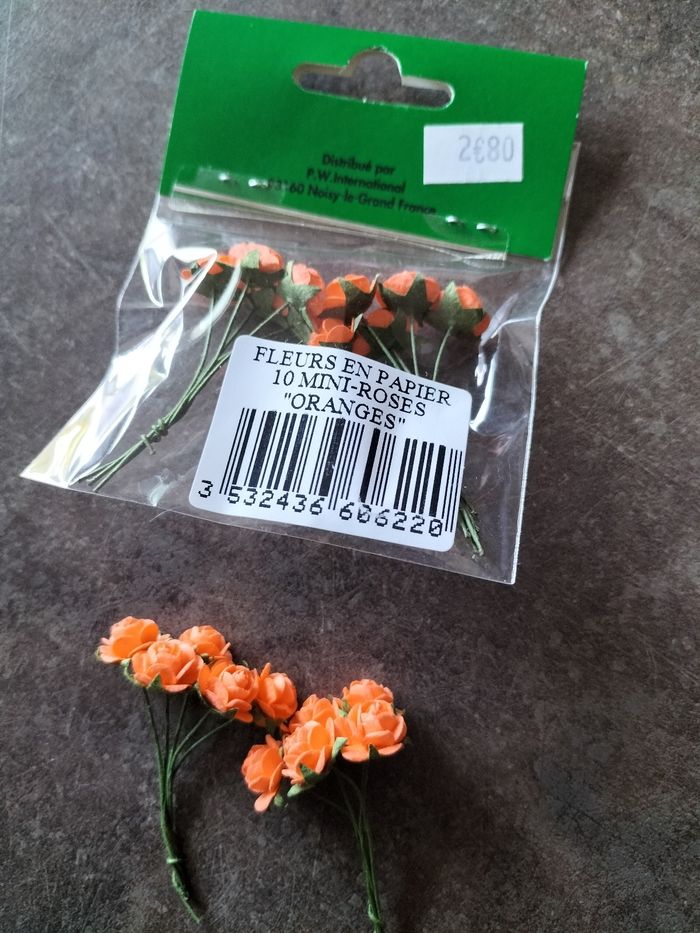 2€80
Distribué par
P.W.International
93160 Noisy-le-Grand France
FLEURS EN PAPIER
10 MINI-ROSES
"ORANGES"
3 532436 606220